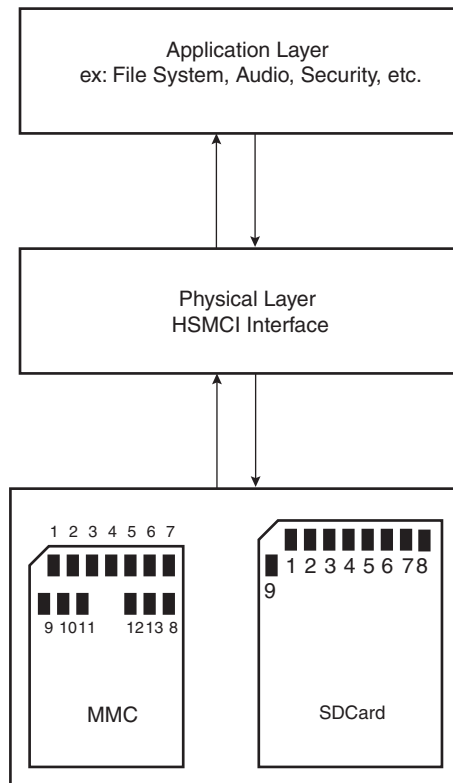 Application Layer
ex: File System, Audio, Security, etc.
Physical Layer
HSMCI Interface
1 2 3 4 5 6 7
9 10 11 12 13 8
MMC
1 2 3 4 5 6 7 8
9
SDCard